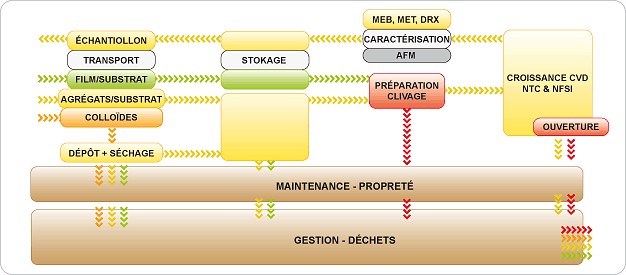 MEB, MET, DRX
ÉCHANTILLON
CARACTÉRISATION
TRANSPORT
STOKAGE
AFM
FILM/SUBSTRAT
CROISSANCE CVD
NTC & NFSI
PRÉPARATION
CLIVAGE
AGRÉGATS/SUBSTRAT
COLLOÏDES
OUVERTURE
DÉPÔT + SÉCHAGE
MAINTENANCE - PROPRETÉ
GESTION - DÉCHETS